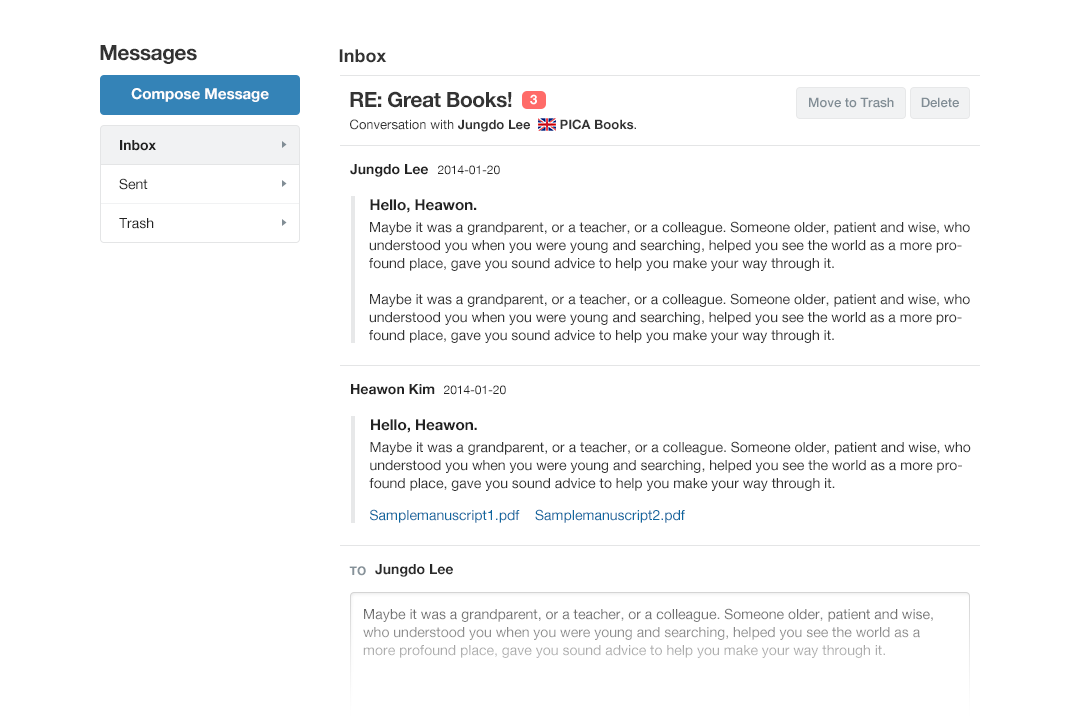 Messages
Compose Message
Inbox
Sent
Trash
Inbox
RE: Great Books! 3
Conversation with Jungdo Lee PICA Books.
Move to Trash
Delete
Jungdo Lee 2014-01-20
Hello, Heawon.
Maybe it was a grandparent, or a teacher, or a colleague. Someone older, patient and wise, who
understood you when you were young and searching, helped you see the world as a more pro-
found place, gave you sound advice to help you make your way through it.
Maybe it was a grandparent, or a teacher, or a colleague. Someone older, patient and wise, who
understood you when you were young and searching, helped you see the world as a more pro-
found place, gave you sound advice to help you make your way through it.
Heawon Kim 2014-01-20
Hello, Heawon.
Maybe it was a grandparent, or a teacher, or a colleague. Someone older, patient and wise, who
understood you when you were young and searching, helped you see the world as a more pro-
found place, gave you sound advice to help you make your way through it.
Samplemanuscript1.pdf Samplemanuscript2.pdf
TO Jungdo Lee
Maybe it was a grandparent, or a teacher, or a colleague. Someone older, patient and wise,
who understood you when you were young and searching, helped you see the world as a
more profound place, gave you sound advice to help you make your way through it.